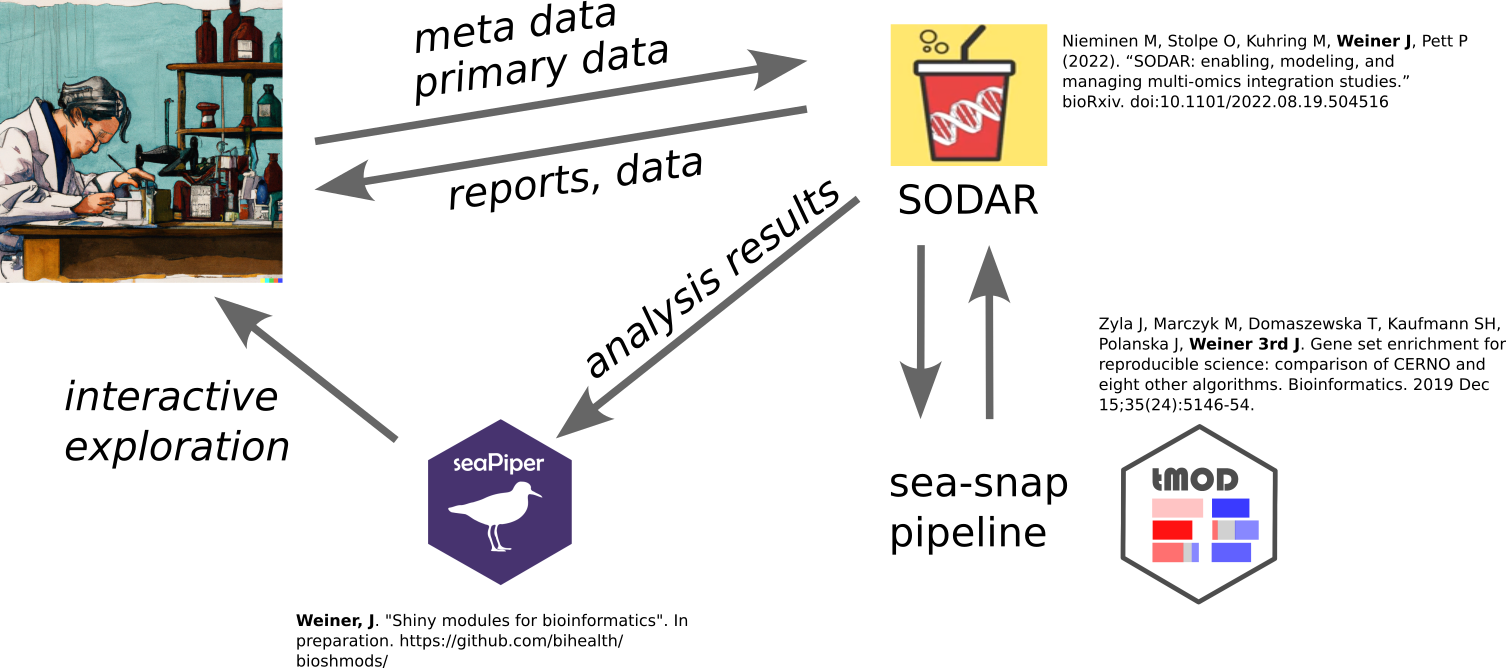 meta data
primary data
reports, data
Nieminen M, Stolpe O, Kuhring M, Weiner J, Pett P
(2022). “SODAR: enabling, modeling, and
managing multi-omics integration studies.”
bioRxiv. doi:10.1101/2022.08.19.504516
SODAR
analysis results
Zyla J, Marczyk M, Domaszewska T, Kaufmann SH,
Polanska J, Weiner 3rd J. Gene set enrichment for
reproducible science: comparison of CERNO and
eight other algorithms. Bioinformatics. 2019 Dec
15;35(24):5146-54.
interactive
exploration
seaPiper
sea-snap
pipeline
tMOD
Weiner, J. "Shiny modules for bioinformatics". In
preparation. https://github.com/bihealth/
bioshmods/